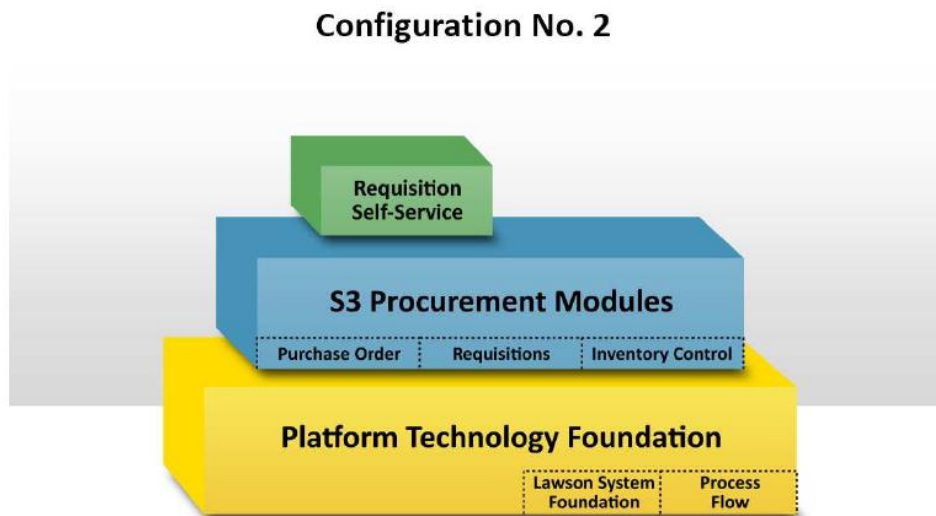 Configuration No. 2
Requisition
Self-Service
S3 Procurement Modules
Purchase Order
Requisitions
Inventory Control
Platform Technology Foundation
Lawson System
Foundation
Process
Flow